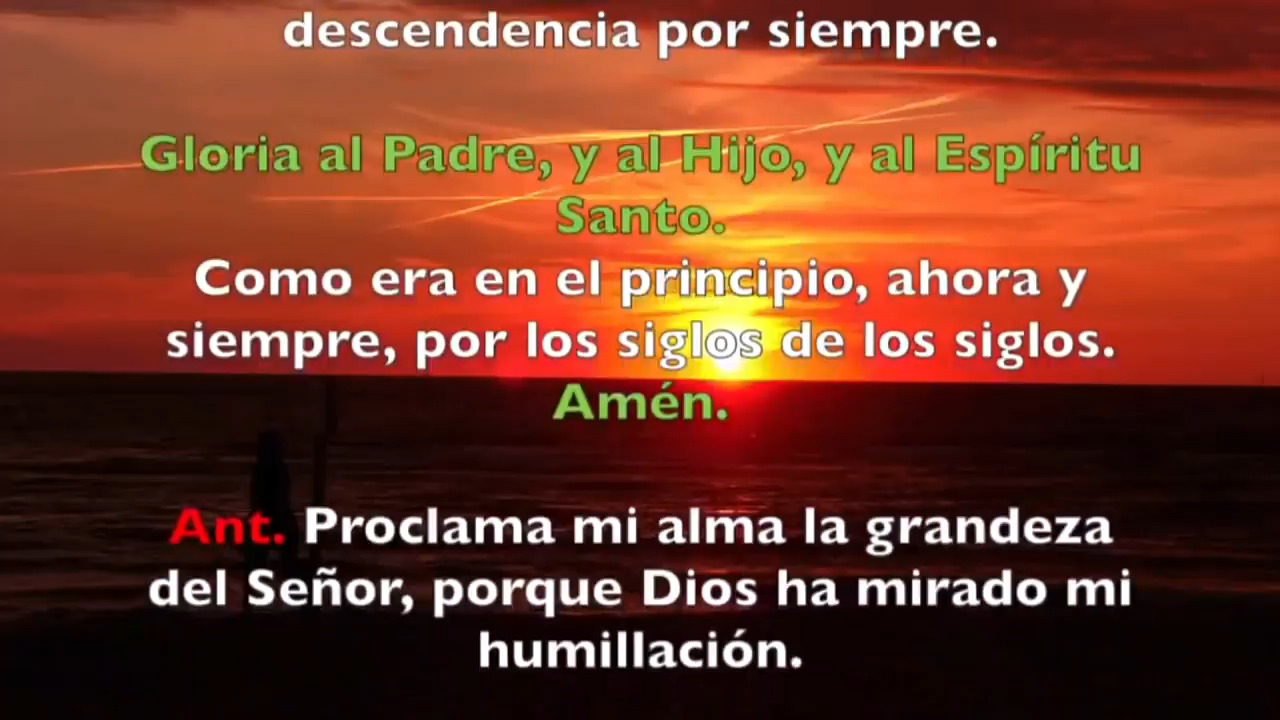 descendencia por siempre.
Gloria al Padre, y al Hijo, y al Espíritu
Santo.
Como era en el principio, ahora y
siempre, por los siglos de los siglos.
Amén.
Ant. Proclama mi alma la grandeza
del Señor, porque Dios ha mirado mi
humillación.